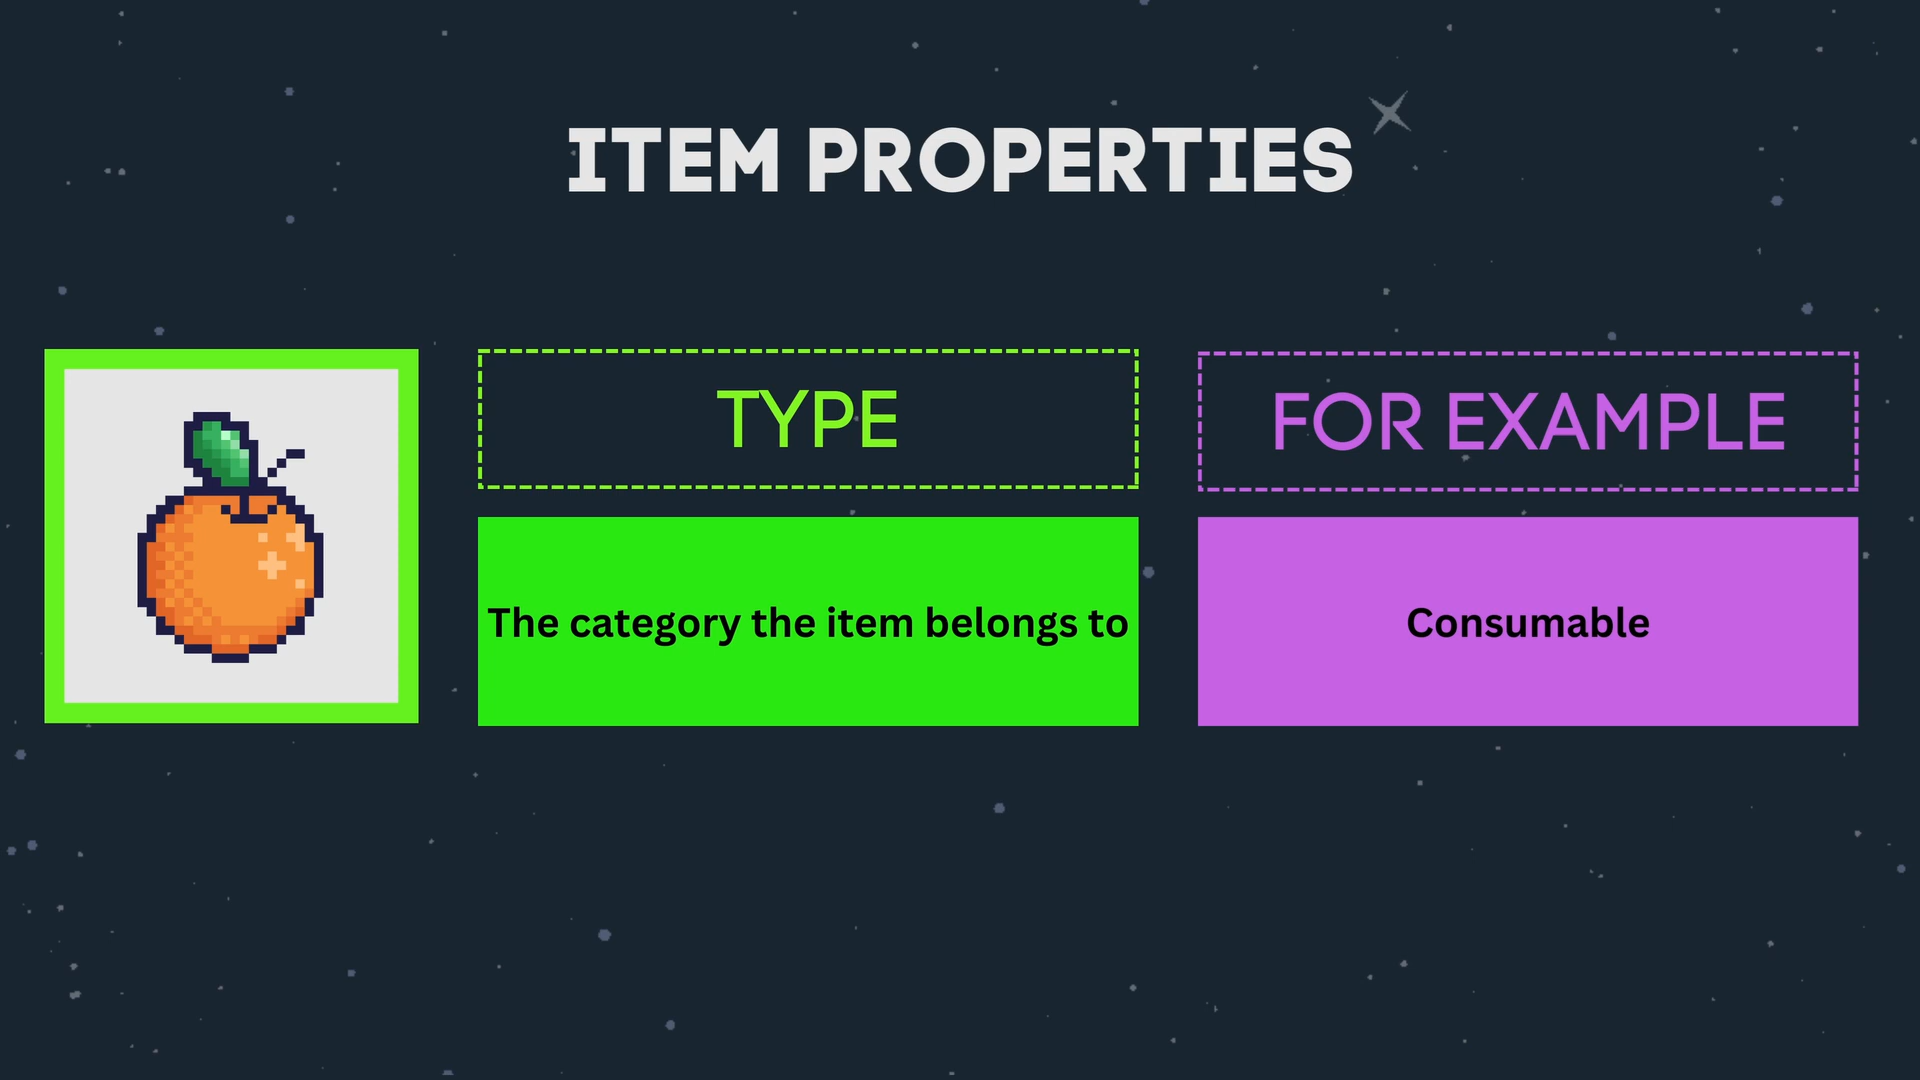 ITEM PROPERTIES
TYPE
FOR EXAMPLE
The category the item belongs to
Consumable